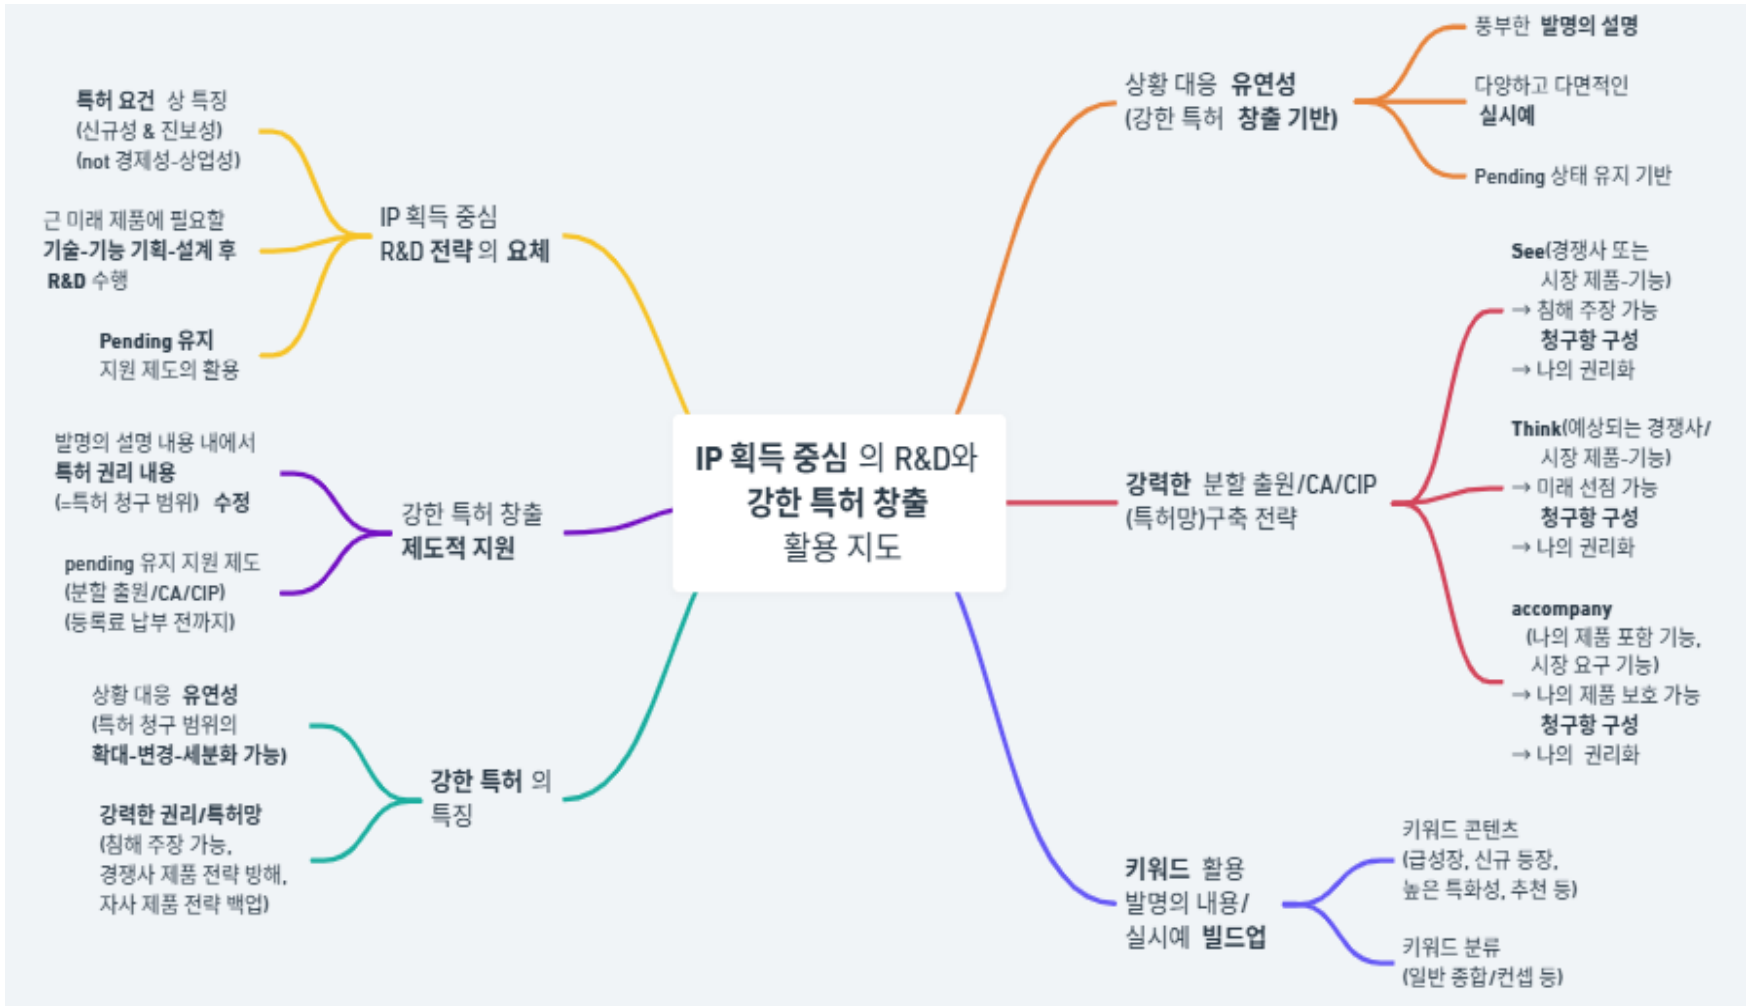 IP 획득 중심 의 R&D와
강한 특허 창출
활용 지도
IP 획득 중심
R&D 전략 의 요체
특허 요건 상 특징
(신규성 & 진보성)
(not 경제성-상업성)
근 미래 제품에 필요할
기술-기능 기획-설계 후
R&D 수행
Pending 유지
지원 제도의 활용
강한 특허 창출
제도적 지원
발명의 설명 내용 내에서
특허 권리 내용
(=특허 청구 범위) 수정
pending 유지 지원 제도
(분할 출원/CA/CIP)
(등록료 납부 전까지)
강한 특허 의
특징
상황 대응 유연성
(특허 청구 범위의
확대-변경-세분화 가능)
강력한 권리/특허망
(침해 주장 가능,
경쟁사 제품 전략 방해,
자사 제품 전략 백업)
상황 대응 유연성
(강한 특허 창출 기반)
풍부한 발명의 설명
다양하고 다면적인
실시예
Pending 상태 유지 기반
강력한 분할 출원/CA/CIP
(특허망)구축 전략
See(경쟁사 또는
시장 제품-기능)
→ 침해 주장 가능
청구항 구성
→ 나의 권리화
Think(예상되는 경쟁사/
시장 제품-기능)
→ 미래 선점 가능
청구항 구성
→ 나의 권리화
accompany
(나의 제품 포함 기능,
시장 요구 기능)
→ 나의 제품 보호 가능
청구항 구성
→ 나의 권리화
키워드 활용
발명의 내용/
실시예 빌드업
키워드 콘텐츠
(급성장, 신규 등장,
높은 특화성, 추천 등)
키워드 분류
(일반 종합/컨셉 등)